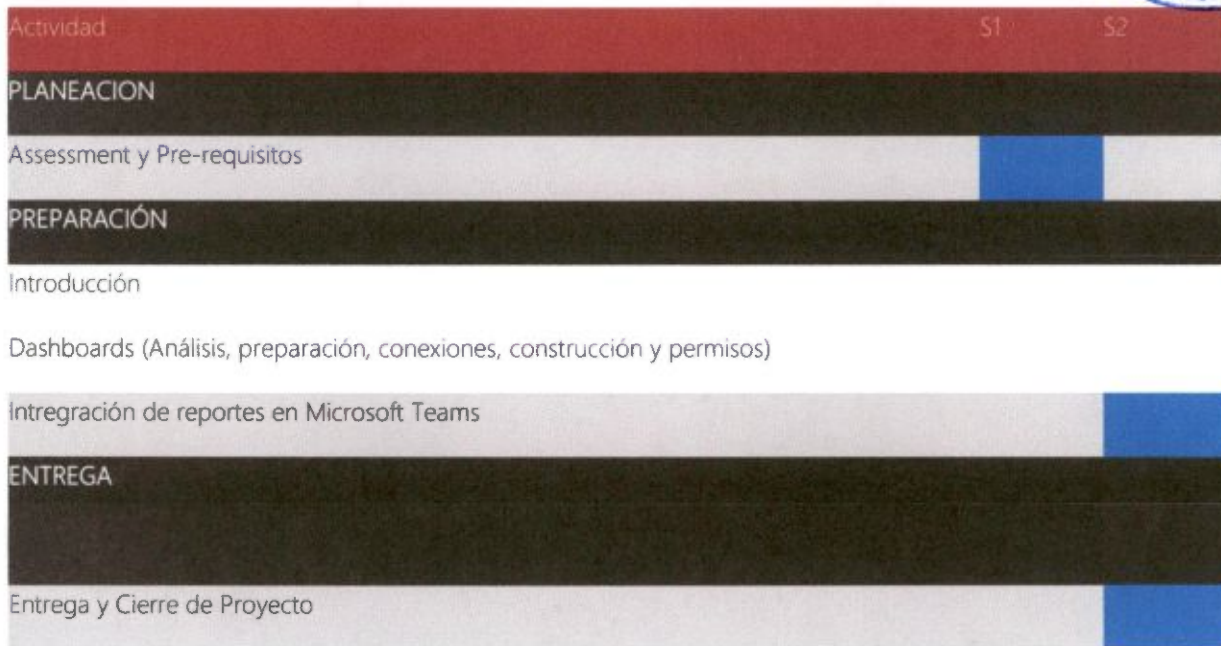 Actividad S1 S2
PLANEACION
Assessment y Pre-requisitos
PREPARACIÓN
Introducción
Dashboards (Análisis, preparación, conexiones, construcción y permisos)
Intregración de reportes en Microsoft Teams
ENTREGA
Entrega y Cierre de Proyecto